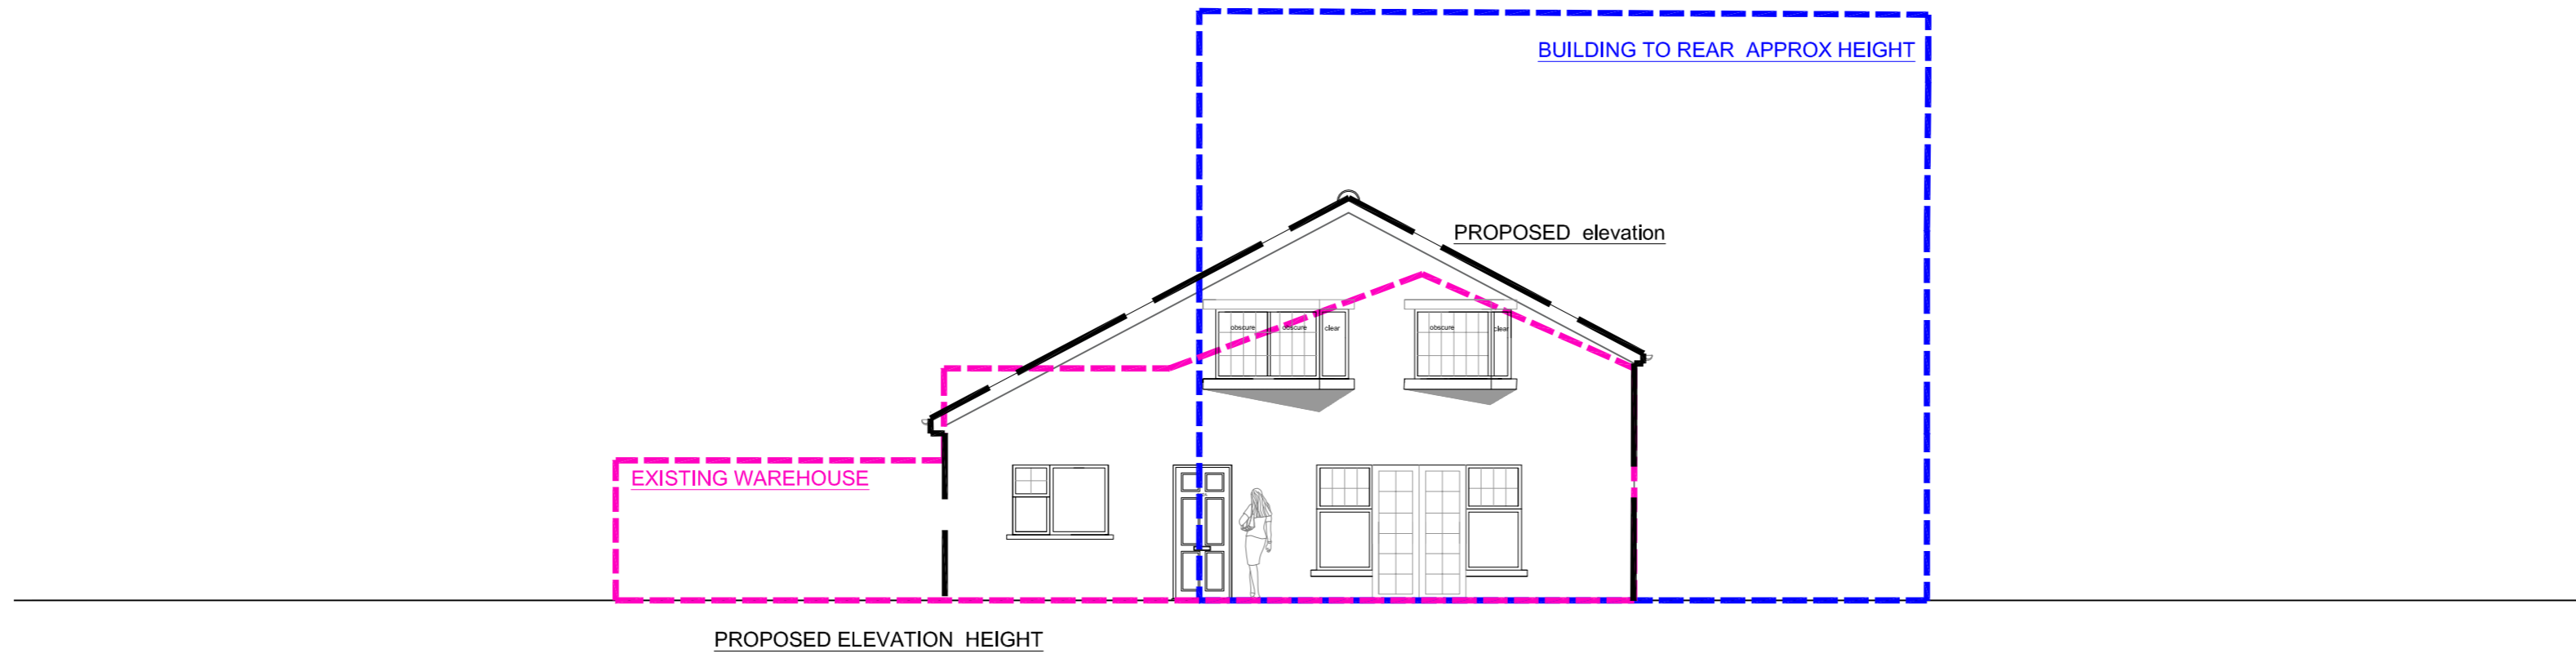 BUILDING TO REAR APPROX HEIGHT
PROPOSED elevation
obscure obscure clear obscure clear
EXISTING WAREHOUSE
PROPOSED ELEVATION HEIGHT